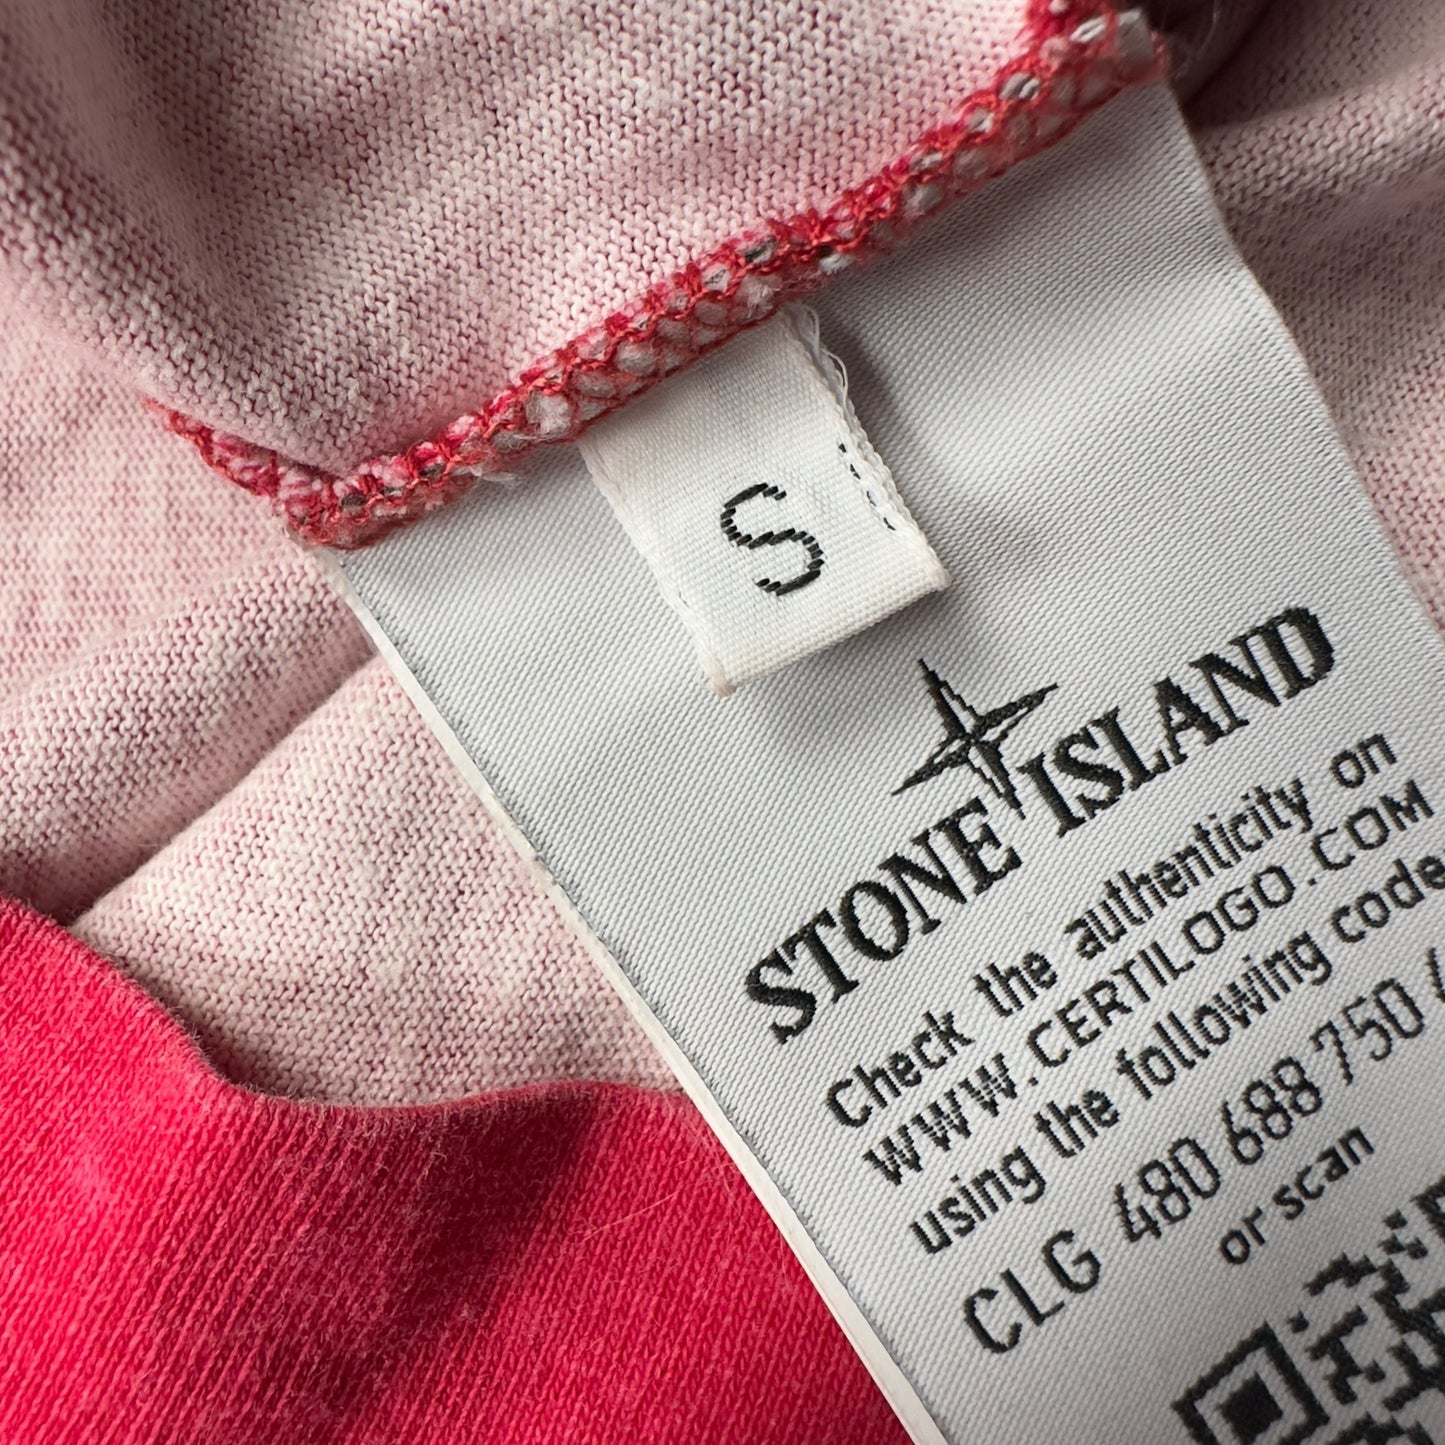 S
STONE ISLAND
Check the authenticity on
WWW.CERTILOGO.COM
using the following code
CLG 480 688 750
or scan